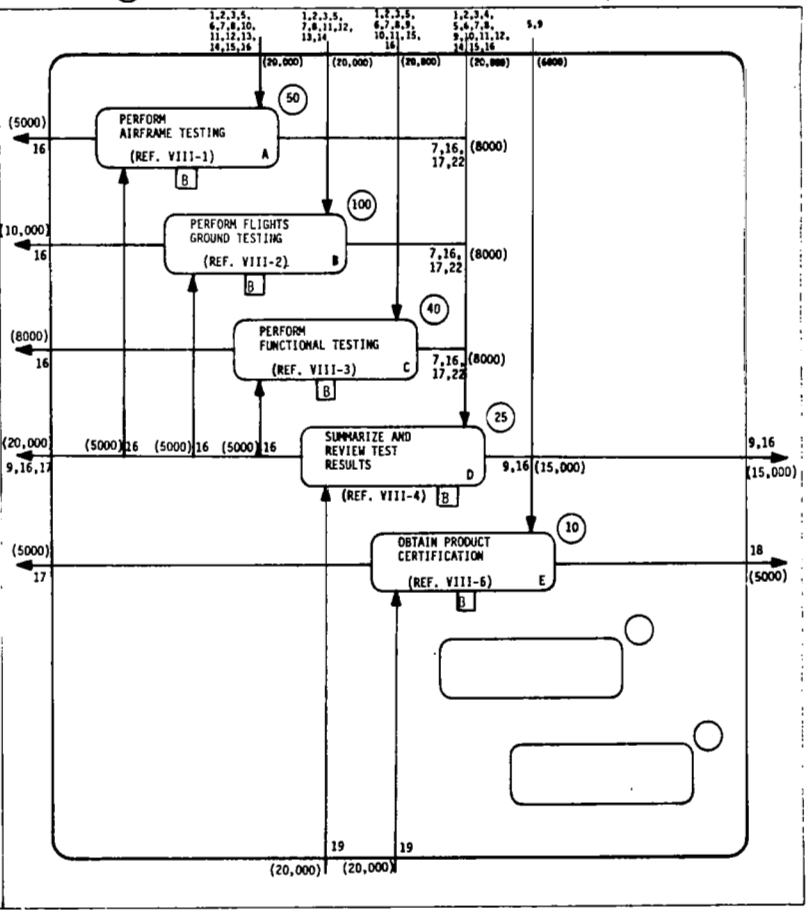 1,2,3,5,
6,7,8,10,
11,12,13,
14,15,16
1,2,3,5,
7,8,11,12,
13,14
1,2,3,5,
6,7,8,9,
10,11,15,
16
1,2,3,4,
5,6,7,8,
9,10,11,12,
14,15,16
5,9
(20,000)
(20,000)
(20,000)
(20,000)
(6000)
50
(5000)
16
PERFORM
AIRFRAME TESTING
(REF. VIII-1) A
B
7,16,
17,22
(8000)
100
(10,000)
16
PERFORM FLIGHTS
GROUND TESTING
(REF. VIII-2) B
B
7,16,
17,22
(8000)
40
(8000)
16
PERFORM
FUNCTIONAL TESTING
(REF. VIII-3) C
B
7,16,
17,22
(8000)
25
(20,000)
9,16,17
(5000) 16
(5000) 16
(5000) 16
SUMMARIZE AND
REVIEW TEST
RESULTS
D
(REF. VIII-4) B
9,16 (15,000)
9,16
(15,000)
10
(5000)
17
OBTAIN PRODUCT
CERTIFICATION
(REF. VIII-6) E
B
18
(5000)
19
19
(20,000)
(20,000)